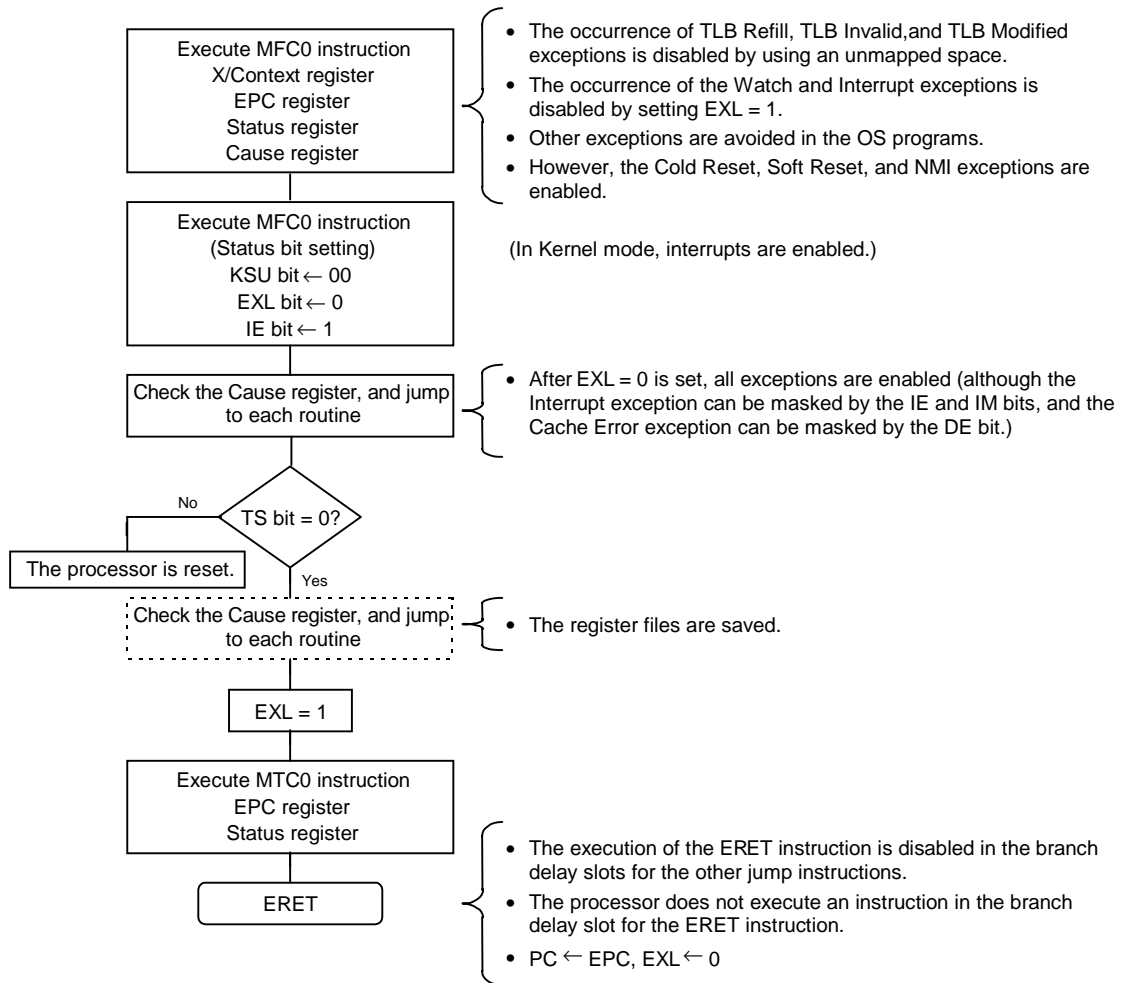 Execute MFC0 instruction
X/Context register
EPC register
Status register
Cause register
• The occurrence of TLB Refill, TLB Invalid,and TLB Modified
exceptions is disabled by using an unmapped space.
• The occurrence of the Watch and Interrupt exceptions is
disabled by setting EXL = 1.
• Other exceptions are avoided in the OS programs.
• However, the Cold Reset, Soft Reset, and NMI exceptions are
enabled.
Execute MFC0 instruction
(Status bit setting)
KSU bit ← 00
EXL bit ← 0
IE bit ← 1
(In Kernel mode, interrupts are enabled.)
Check the Cause register, and jump
to each routine
• After EXL = 0 is set, all exceptions are enabled (although the
Interrupt exception can be masked by the IE and IM bits, and the
Cache Error exception can be masked by the DE bit.)
TS bit = 0?
No
The processor is reset.
Yes
Check the Cause register, and jump
to each routine
• The register files are saved.
EXL = 1
Execute MTC0 instruction
EPC register
Status register
ERET
• The execution of the ERET instruction is disabled in the branch
delay slots for the other jump instructions.
• The processor does not execute an instruction in the branch
delay slot for the ERET instruction.
• PC ← EPC, EXL ← 0